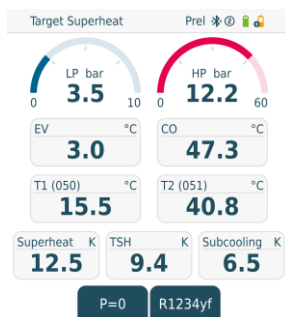 Target Superheat Prel 2
LP bar HP bar
3.5 12.2
0 10 0 60
EV °C CO °C
3.0 47.3
T1 (050) °C T2 (051) °C
15.5 40.8
Superheat K TSH K Subcooling K
12.5 9.4 6.5
P=0 R1234yf